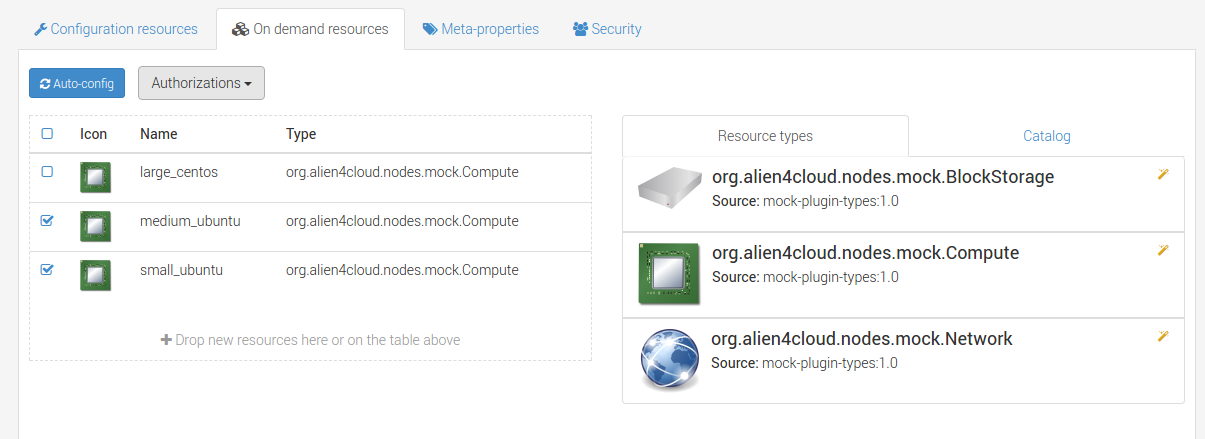 Configuration resources On demand resources Meta-properties Security
Auto-config Authorizations
Icon Name Type
large_centos org.alien4cloud.nodes.mock.Compute
medium_ubuntu org.alien4cloud.nodes.mock.Compute
small_ubuntu org.alien4cloud.nodes.mock.Compute
Drop new resources here or on the table above
Resource types Catalog
org.alien4cloud.nodes.mock.BlockStorage
Source: mock-plugin-types:1.0
org.alien4cloud.nodes.mock.Compute
Source: mock-plugin-types:1.0
org.alien4cloud.nodes.mock.Network
Source: mock-plugin-types:1.0